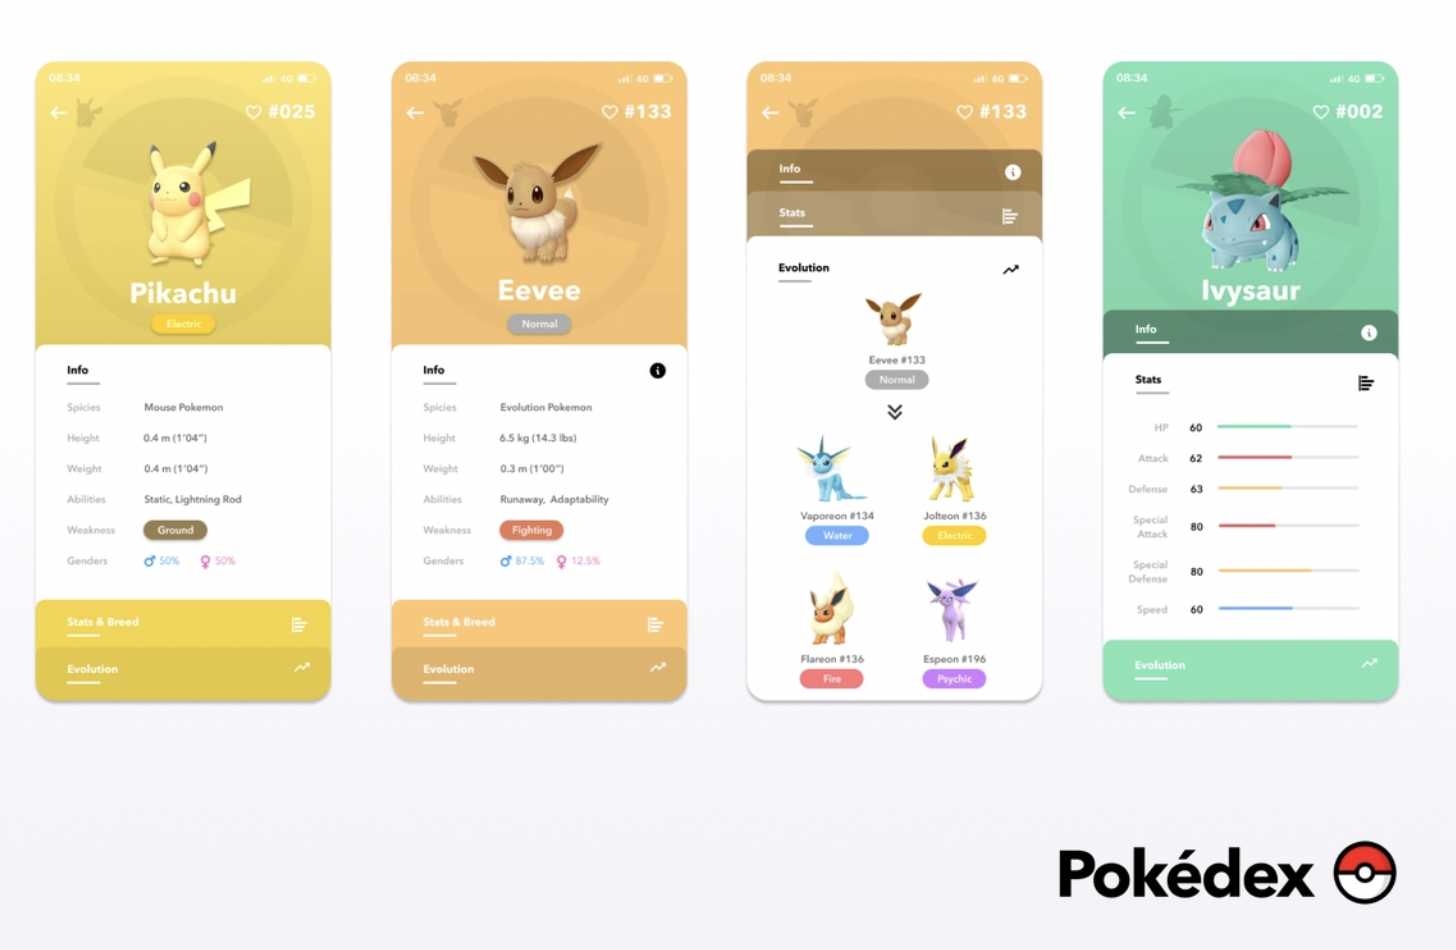 08:34 4G
#025
Pikachu
Electric
Info
Spicies Mouse Pokemon
Height 0.4 m (1'04")
Weight 0.4 m (1'04")
Abilities Static, Lightning Rod
Weakness Ground
Genders 50% 50%
Stats & Breed
Evolution
08:34 4G
#133
Eevee
Normal
Info
Spicies Evolution Pokemon
Height 6.5 kg (14.3 lbs)
Weight 0.3 m (1'00")
Abilities Runaway, Adaptability
Weakness Fighting
Genders 87.5% 12.5%
Stats & Breed
Evolution
08:34 4G
#133
Info
Stats
Evolution
Eevee #133
Normal
Vaporeon #134 Jolteon #136
Water Electric
Flareon #136 Espeon #196
Fire Psychic
08:34 4G
#002
Ivysaur
Info
Stats
HP 60
Attack 62
Defense 63
Special
Attack 80
Special
Defense 80
Speed 60
Evolution
Pokédex